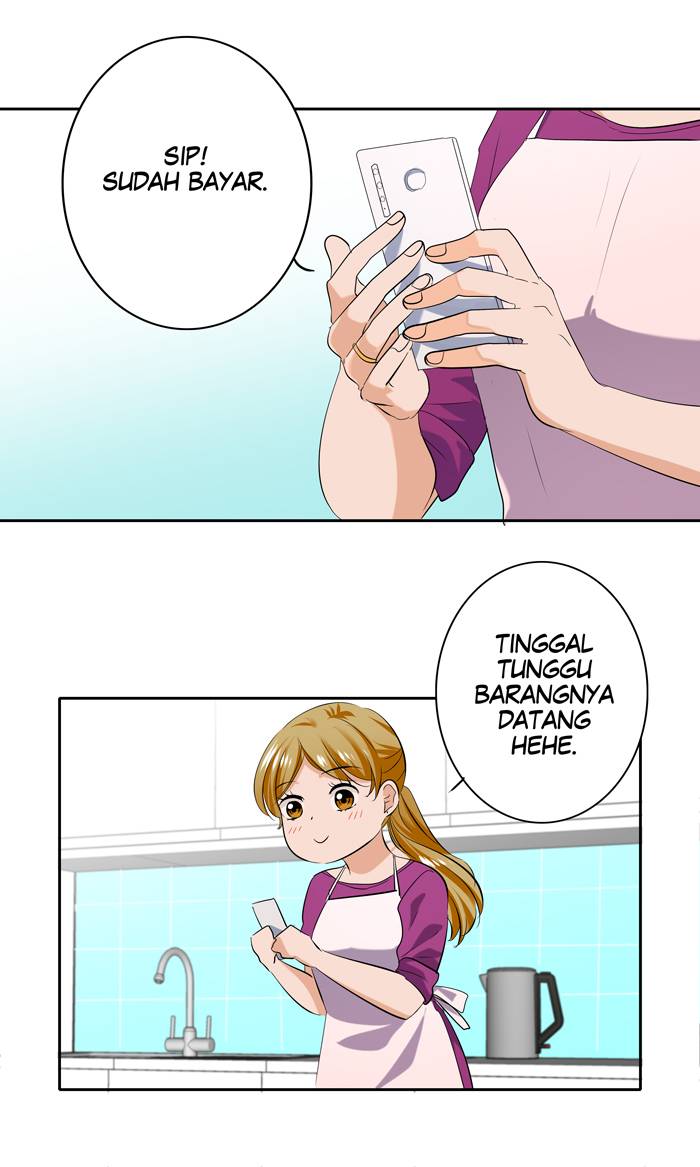 SIP!
SUDAH BAYAR.
TINGGAL
TUNGGU
BARANGNYA
DATANG
HEHE.